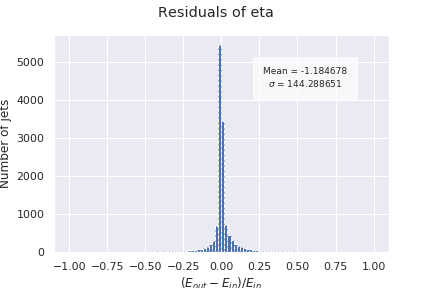 Residuals of eta
Number of jets
5000
4000
3000
2000
1000
0
Mean = -1.184678
σ = 144.288651
−1.00 −0.75 −0.50 −0.25 0.00 0.25 0.50 0.75 1.00
(E_out − E_in)/E_in